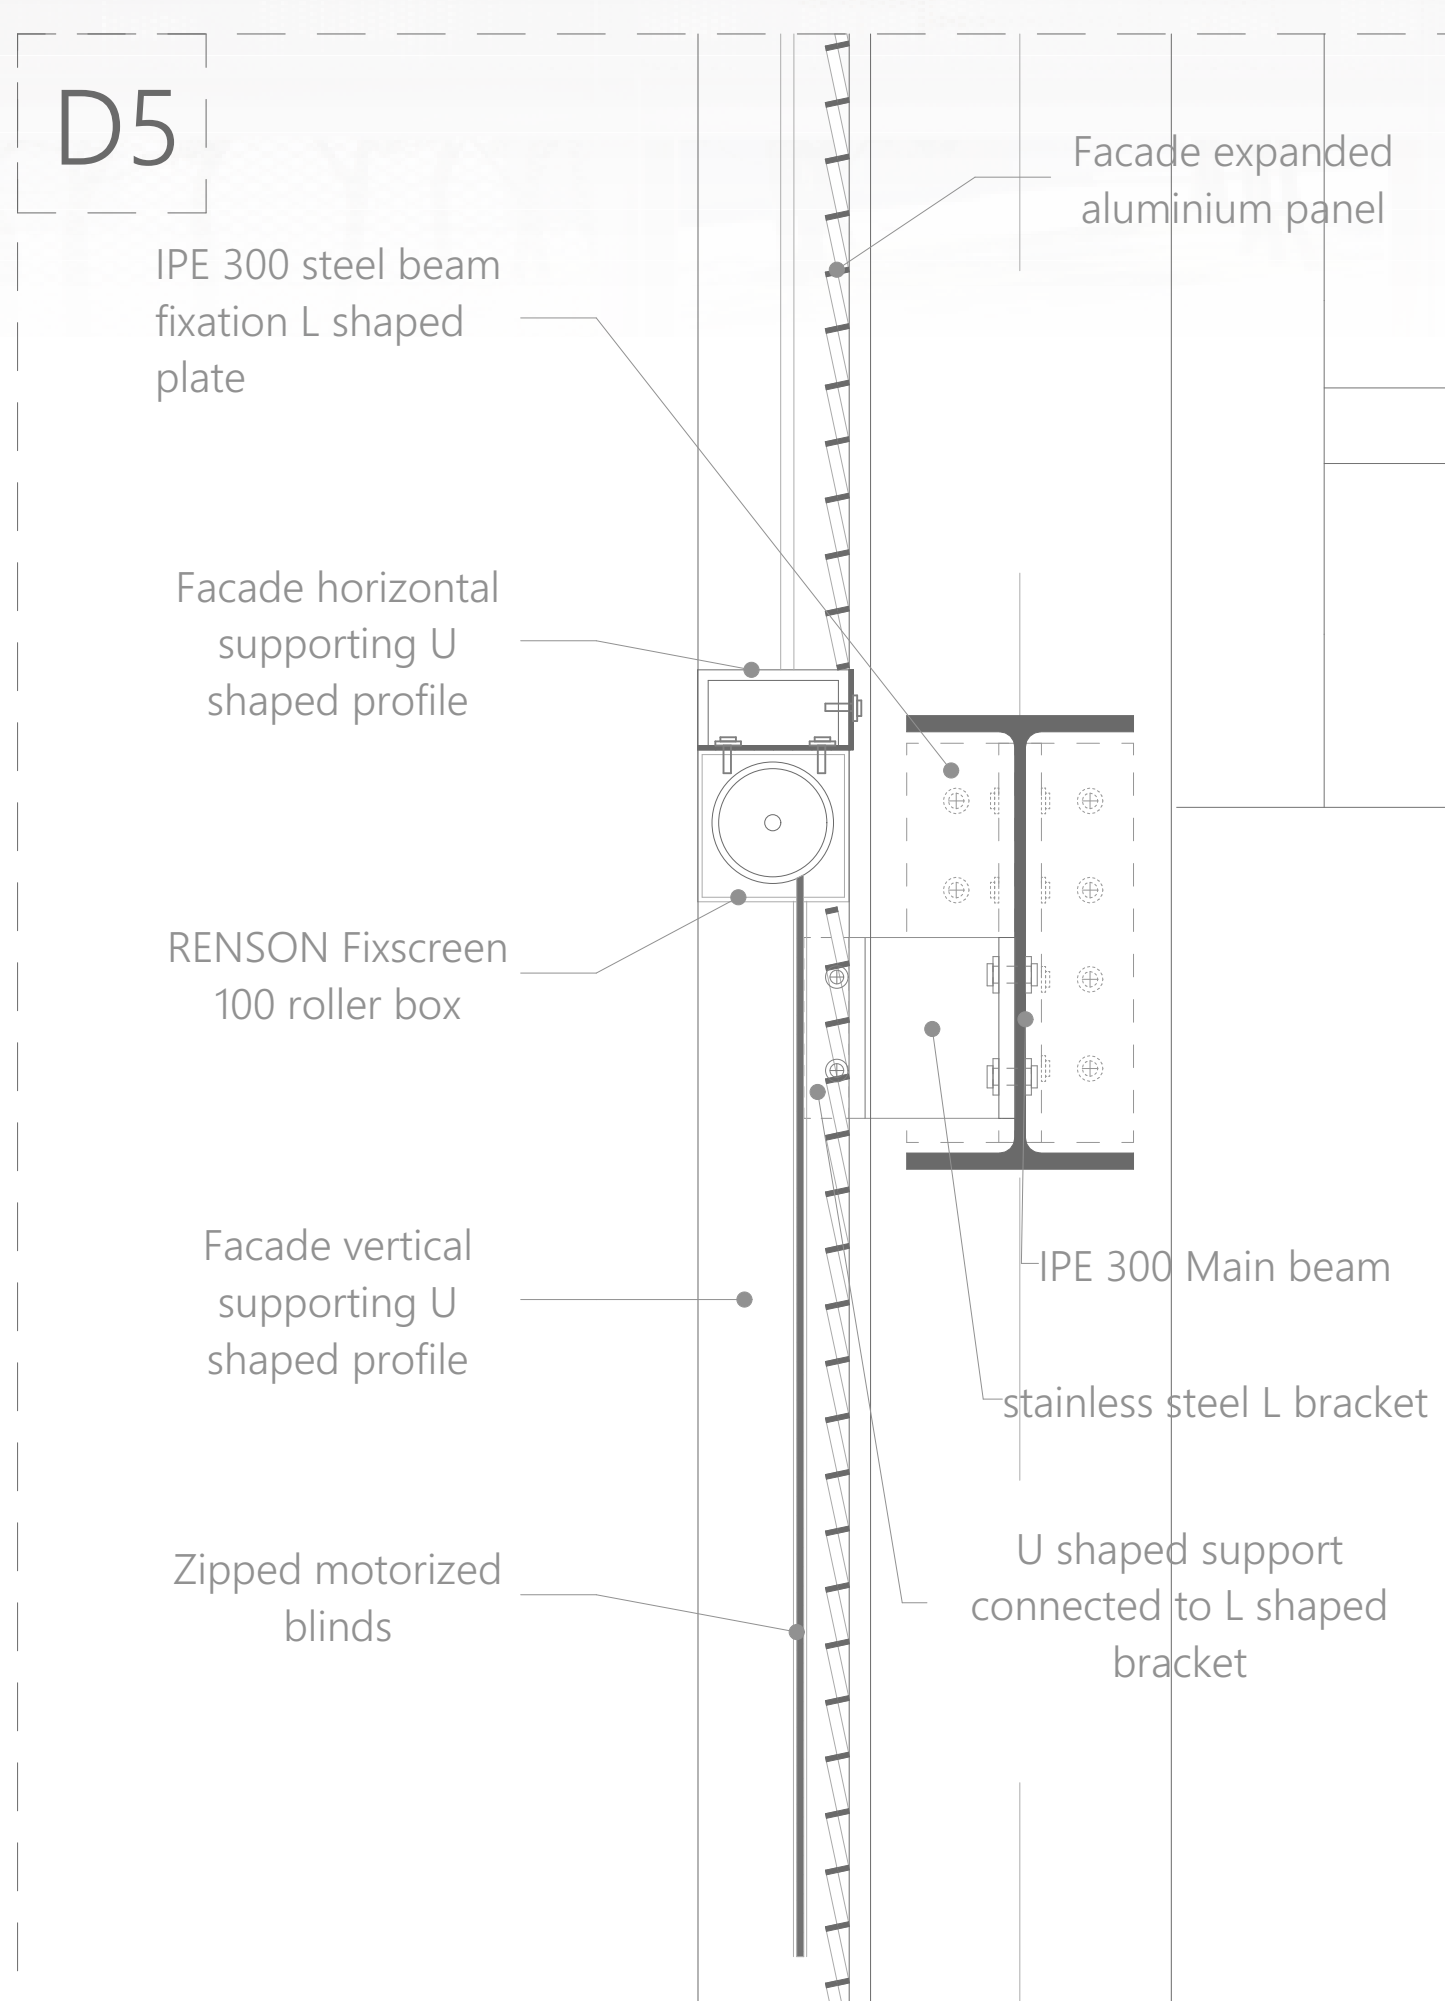 D5
Facade expanded
aluminium panel
IPE 300 steel beam
fixation L shaped
plate
Facade horizontal
supporting U
shaped profile
RENSON Fixscreen
100 roller box
Facade vertical
supporting U
shaped profile
IPE 300 Main beam
stainless steel L bracket
Zipped motorized
blinds
U shaped support
connected to L shaped
bracket